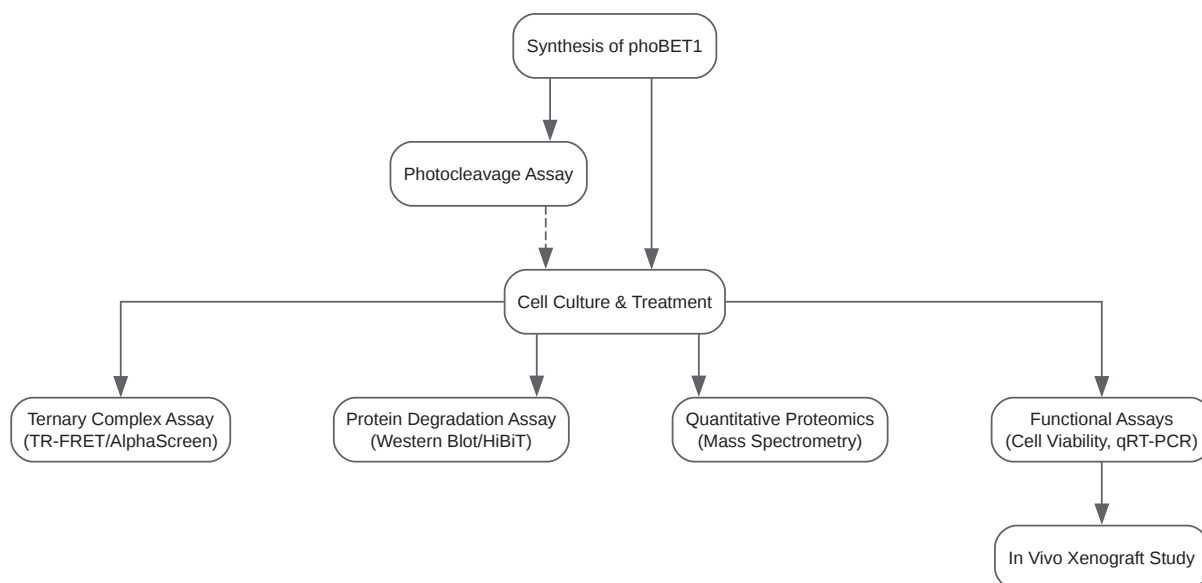 Synthesis of phoBET1
Photocleavage Assay
Cell Culture & Treatment
Ternary Complex Assay
(TR-FRET/AlphaScreen)
Protein Degradation Assay
(Western Blot/HiBiT)
Quantitative Proteomics
(Mass Spectrometry)
Functional Assays
(Cell Viability, qRT-PCR)
In Vivo Xenograft Study